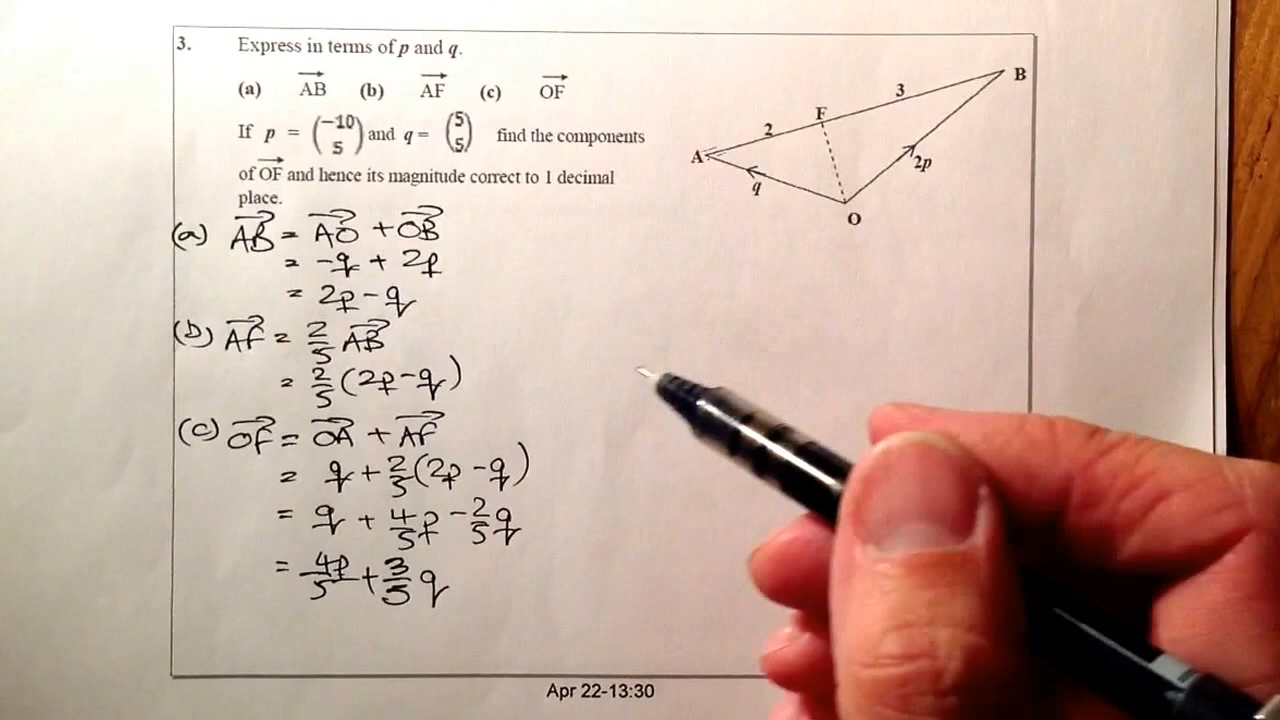 3. Express in terms of p and q.
(a) AB (b) AF (c) OF
If p = (-10 5) and q = (5 5) find the components
of OF and hence its magnitude correct to 1 decimal
place.
A
2
F
3
B
q
2p
O
(a) AB = AO + OB
= -q + 2p
= 2p - q
(b) AF = 2/5 AB
= 2/5 (2p - q)
(c) OF = OA + AF
= q + 2/5 (2p - q)
= q + 4/5 p - 2/5 q
= 4p/5 + 3/5 q
Apr 22-13:30